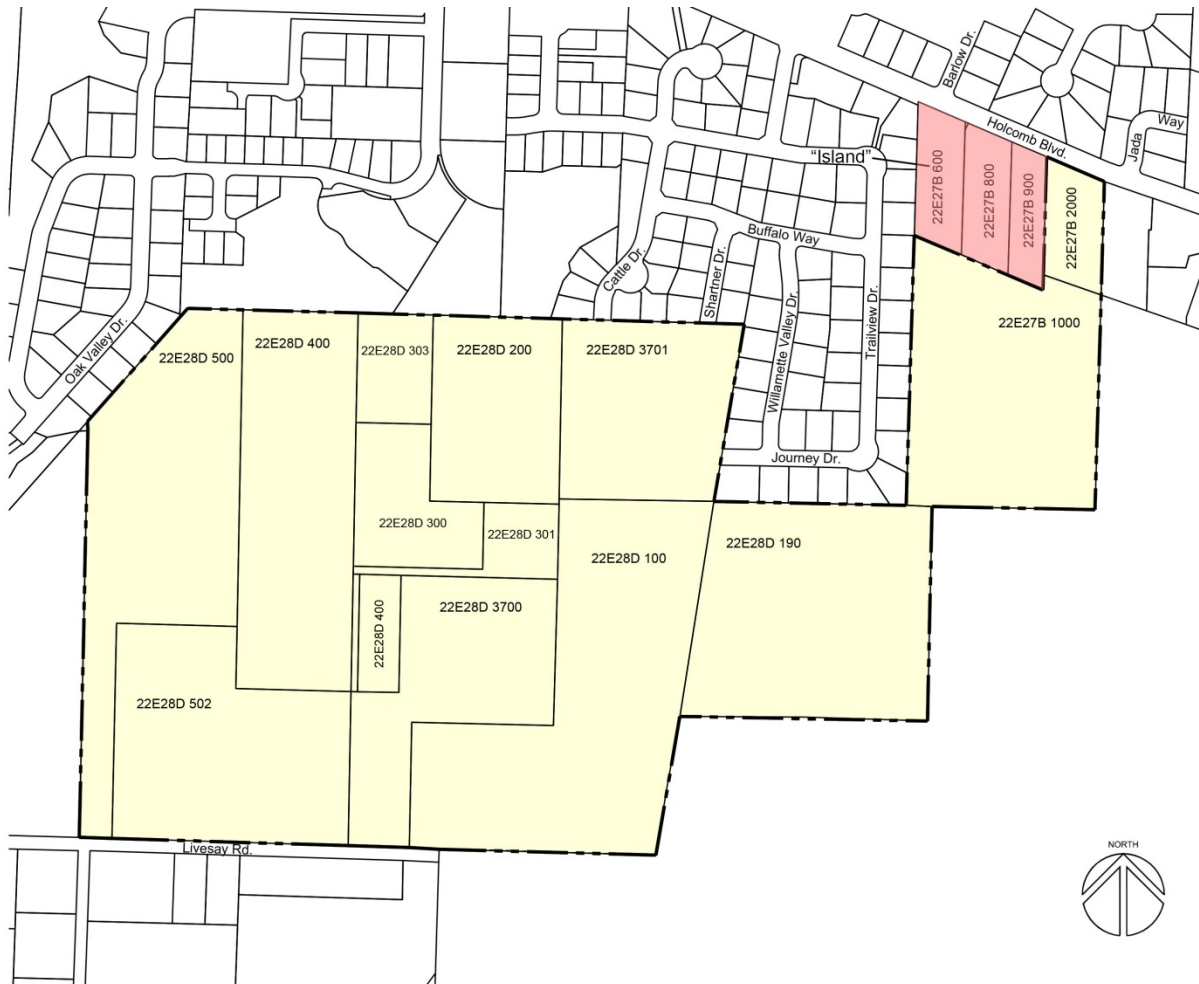 Barlow Dr.
Way
Jada
Holcomb Blvd.
"Island"
22E27B 600
22E27B 800
22E27B 900
22E27B 2000
Buffalo Way
Cattle Dr.
Shartner Dr.
Willamette Valley Dr.
Trailview Dr.
22E27B 1000
Oak Valley Dr.
22E28D 500
22E28D 400
22E28D 303
22E28D 200
22E28D 3701
Journey Dr.
22E28D 300
22E28D 301
22E28D 100
22E28D 190
22E28D 400
22E28D 3700
22E28D 502
Livesay Rd.
NORTH